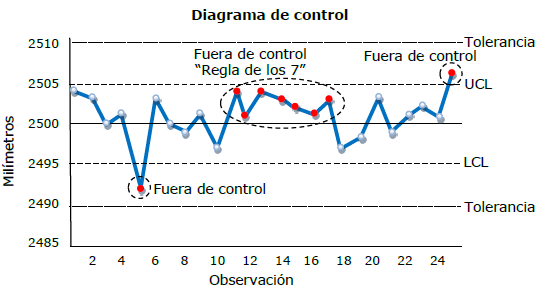 Diagrama de control
2510
Tolerancia
Fuera de control
“Regla de los 7”
Fuera de control
2505
UCL
2500
Milímetros
2495
LCL
Fuera de control
2490
Tolerancia
2485
2 4 6 8 10 12 14 16 18 20 22 24
Observación